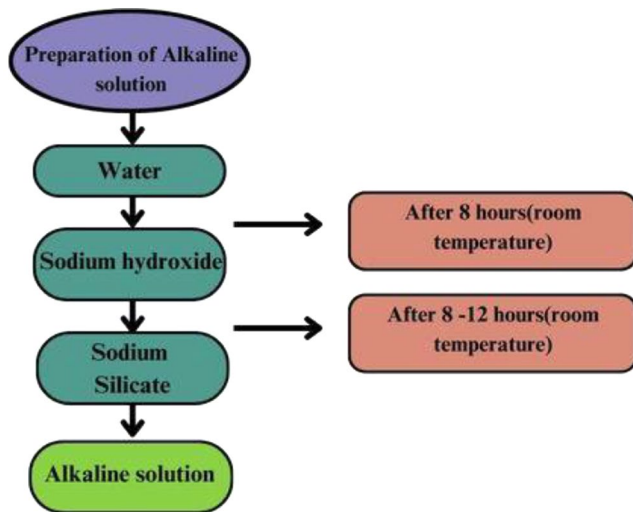 Preparation of Alkaline
solution
Water
After 8 hours(room
temperature)
Sodium hydroxide
After 8 -12 hours(room
temperature)
Sodium
Silicate
Alkaline solution